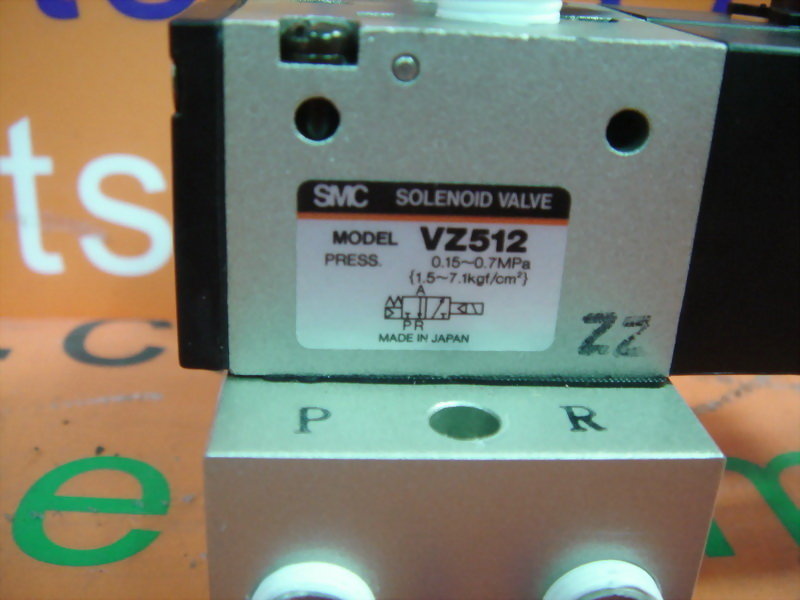 ts
SMC SOLENOID VALVE
MODEL VZ512
PRESS. 0.15~0.7MPa
{1.5~7.1kgf/cm²}
A
P R
MADE IN JAPAN
ZZ
C
P R
e m